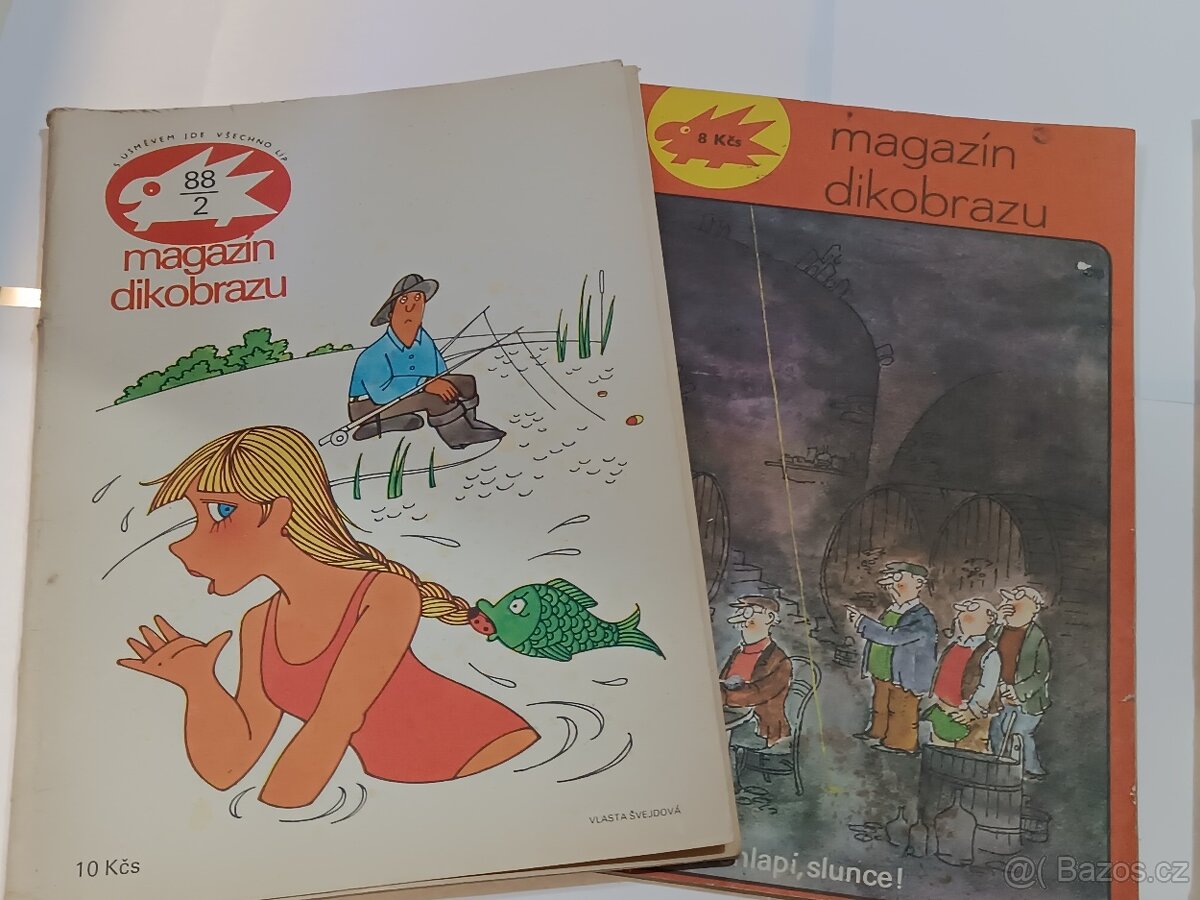 S ÚSMĚVEM JDE VŠECHNO LÍP
88
2
magazín
dikobrazu
VLASTA ŠVEJDOVÁ
10 Kčs
8 Kčs
magazín
dikobrazu
hlapi, slunce!
@( Bazos.cz